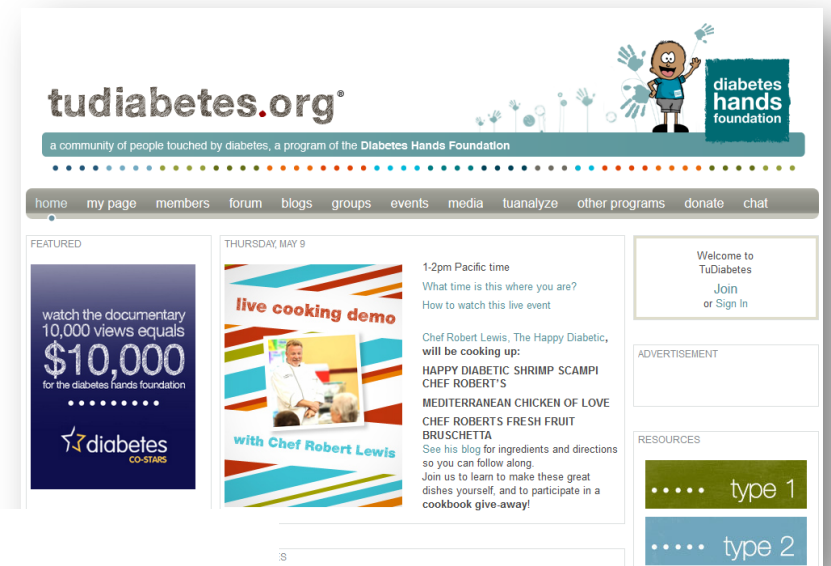 tudiabetes.org®
diabetes
hands
foundation
a community of people touched by diabetes, a program of the Diabetes Hands Foundation
home my page members forum blogs groups events media tuanalyze other programs donate chat
FEATURED
watch the documentary
10,000 views equals
$10,000
for the diabetes hands foundation
diabetes
CO-STARS
THURSDAY, MAY 9
live cooking demo
with Chef Robert Lewis
1-2pm Pacific time
What time is this where you are?
How to watch this live event
Chef Robert Lewis, The Happy Diabetic,
will be cooking up:
HAPPY DIABETIC SHRIMP SCAMPI
CHEF ROBERT'S
MEDITERRANEAN CHICKEN OF LOVE
CHEF ROBERTS FRESH FRUIT
BRUSCHETTA
See his blog for ingredients and directions
so you can follow along.
Join us to learn to make these great
dishes yourself, and to participate in a
cookbook give-away!
Welcome to
TuDiabetes
Join
or Sign In
ADVERTISEMENT
RESOURCES
type 1
type 2